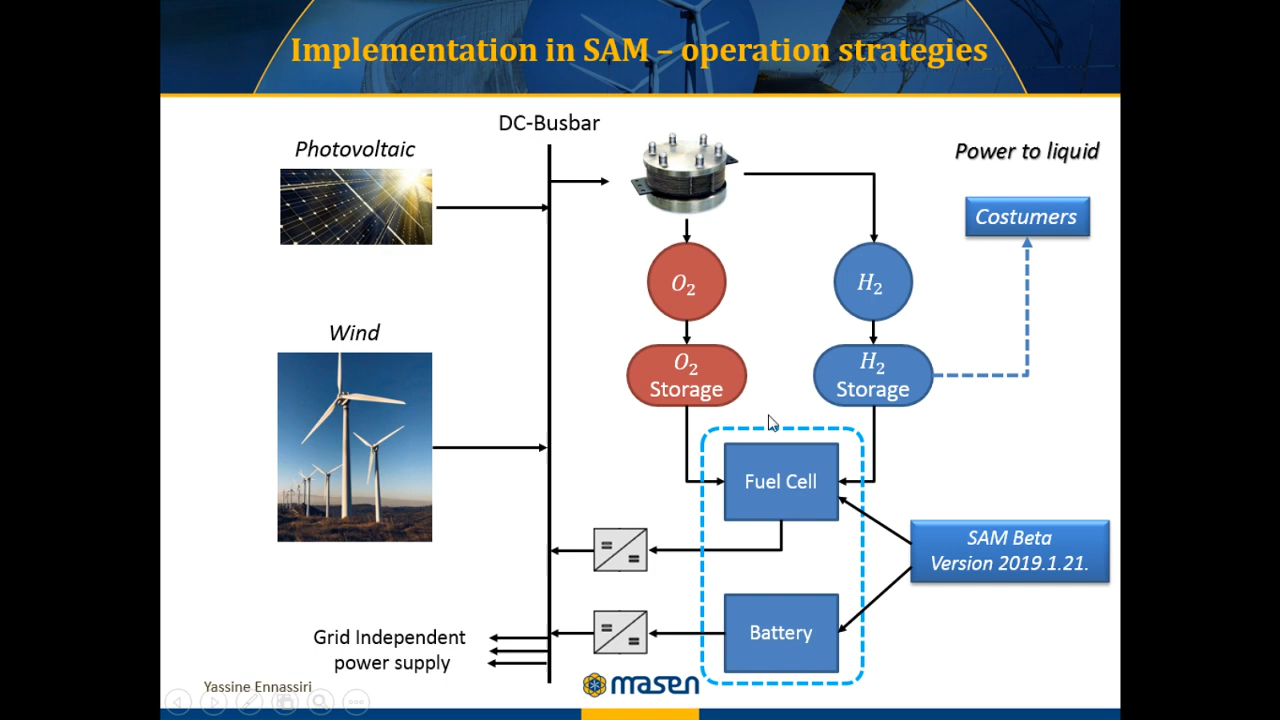 Implementation in SAM – operation strategies
DC-Busbar
Photovoltaic
Power to liquid
Costumers
O₂
H₂
Wind
O₂
Storage
H₂
Storage
Fuel Cell
SAM Beta
Version 2019.1.21.
Battery
Grid Independent
power supply
Yassine Ennassiri
masen